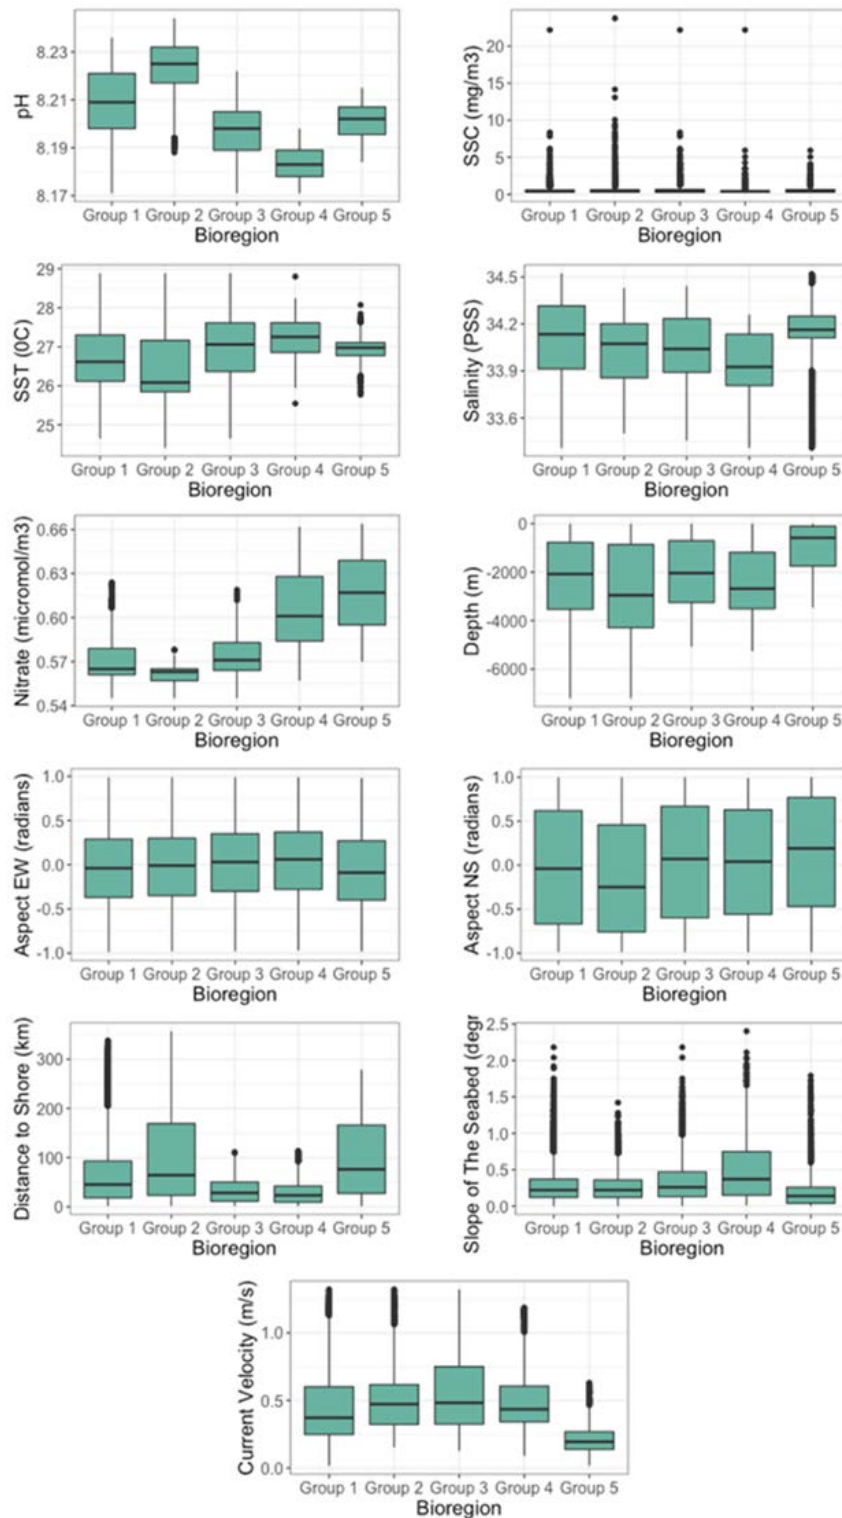 pH
8.23
8.21
8.19
8.17
Group 1 Group 2 Group 3 Group 4 Group 5
Bioregion
SSC (mg/m3)
20
15
10
5
0
Group 1 Group 2 Group 3 Group 4 Group 5
Bioregion
SST (0C)
29
28
27
26
25
Group 1 Group 2 Group 3 Group 4 Group 5
Bioregion
Salinity (PSS)
34.5
34.2
33.9
33.6
Group 1 Group 2 Group 3 Group 4 Group 5
Bioregion
Nitrate (micromol/m3)
0.66
0.63
0.60
0.57
0.54
Group 1 Group 2 Group 3 Group 4 Group 5
Bioregion
Depth (m)
0
-2000
-4000
-6000
Group 1 Group 2 Group 3 Group 4 Group 5
Bioregion
Aspect EW (radians)
1.0
0.5
0.0
-0.5
-1.0
Group 1 Group 2 Group 3 Group 4 Group 5
Bioregion
Aspect NS (radians)
1.0
0.5
0.0
-0.5
-1.0
Group 1 Group 2 Group 3 Group 4 Group 5
Bioregion
Distance to Shore (km)
300
200
100
0
Group 1 Group 2 Group 3 Group 4 Group 5
Bioregion
Slope of The Seabed (degr
2.5
2.0
1.5
1.0
0.5
0.0
Group 1 Group 2 Group 3 Group 4 Group 5
Bioregion
Current Velocity (m/s)
1.0
0.5
0.0
Group 1 Group 2 Group 3 Group 4 Group 5
Bioregion